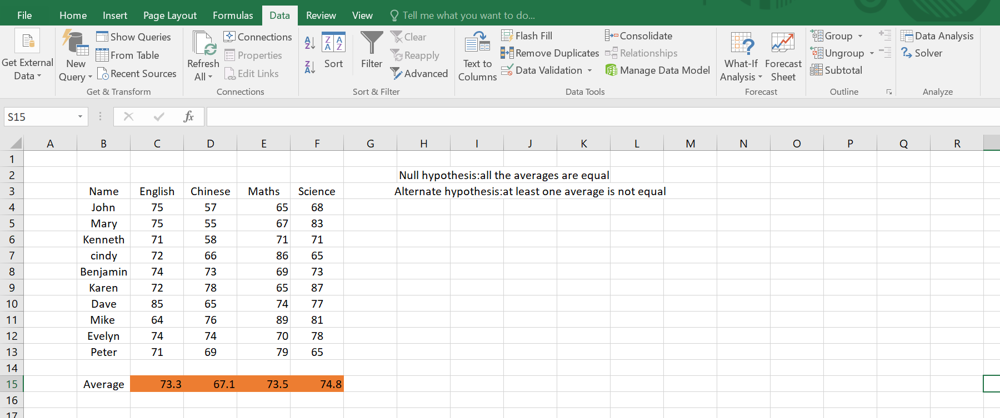 File Home Insert Page Layout Formulas Data Review View Tell me what you want to do...
Get External Data
New Query
Show Queries
From Table
Recent Sources
Get & Transform
Refresh All
Connections
Properties
Edit Links
Connections
Sort
Filter
Clear
Reapply
Advanced
Sort & Filter
Text to Columns
Flash Fill
Remove Duplicates
Data Validation
Consolidate
Relationships
Manage Data Model
Data Tools
What-If Analysis
Forecast Sheet
Forecast
Group
Ungroup
Subtotal
Outline
Data Analysis
Solver
Analyze
S15 fx
A B C D E F G H I J K L M N O P Q R
1
2 Null hypothesis:all the averages are equal
3 Name English Chinese Maths Science Alternate hypothesis:at least one average is not equal
4 John 75 57 65 68
5 Mary 75 55 67 83
6 Kenneth 71 58 71 71
7 cindy 72 66 86 65
8 Benjamin 74 73 69 73
9 Karen 72 78 65 87
10 Dave 85 65 74 77
11 Mike 64 76 89 81
12 Evelyn 74 74 70 78
13 Peter 71 69 79 65
14
15 Average 73.3 67.1 73.5 74.8
16
17